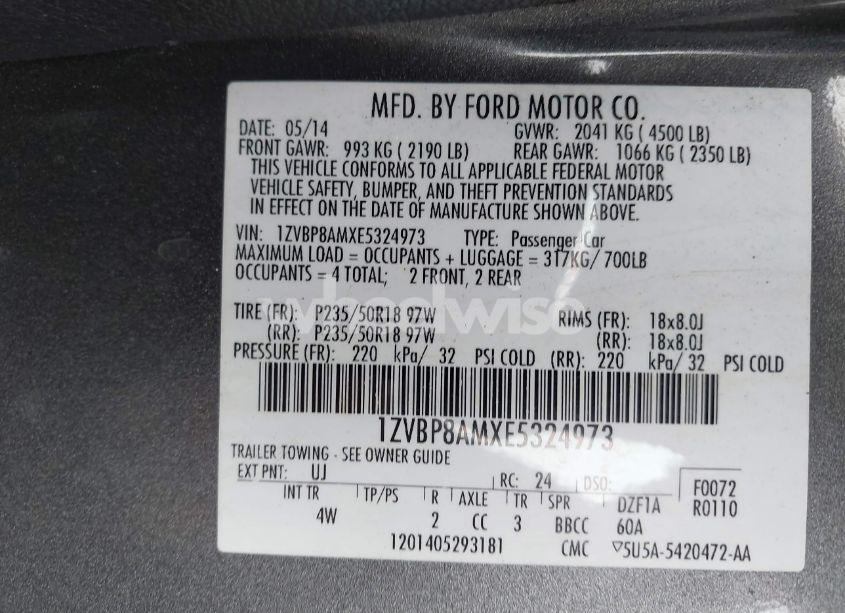 MFD. BY FORD MOTOR CO.
DATE: 05/14 GVWR: 2041 KG ( 4500 LB)
FRONT GAWR: 993 KG ( 2190 LB) REAR GAWR: 1066 KG ( 2350 LB)
THIS VEHICLE CONFORMS TO ALL APPLICABLE FEDERAL MOTOR
VEHICLE SAFETY, BUMPER, AND THEFT PREVENTION STANDARDS
IN EFFECT ON THE DATE OF MANUFACTURE SHOWN ABOVE.
VIN: 1ZVBP8AMXE5324973 TYPE: Passenger Car
MAXIMUM LOAD = OCCUPANTS + LUGGAGE = 317KG/ 700LB
OCCUPANTS = 4 TOTAL; 2 FRONT, 2 REAR
wheelwise
TIRE (FR): P235/50R18 97W RIMS (FR): 18x8.0J
(RR): P235/50R18 97W (RR): 18x8.0J
PRESSURE (FR): 220 kPa/ 32 PSI COLD (RR): 220 kPa/ 32 PSI COLD
1ZVBP8AMXE5324973
TRAILER TOWING - SEE OWNER GUIDE
EXT PNT: UJ RC: 24 DSO: F0072
INT TR TP/PS R AXLE TR SPR DZF1A R0110
4W 2 CC 3 BBCC 60A
1201405293181 CMC ▽5U5A-5420472-AA